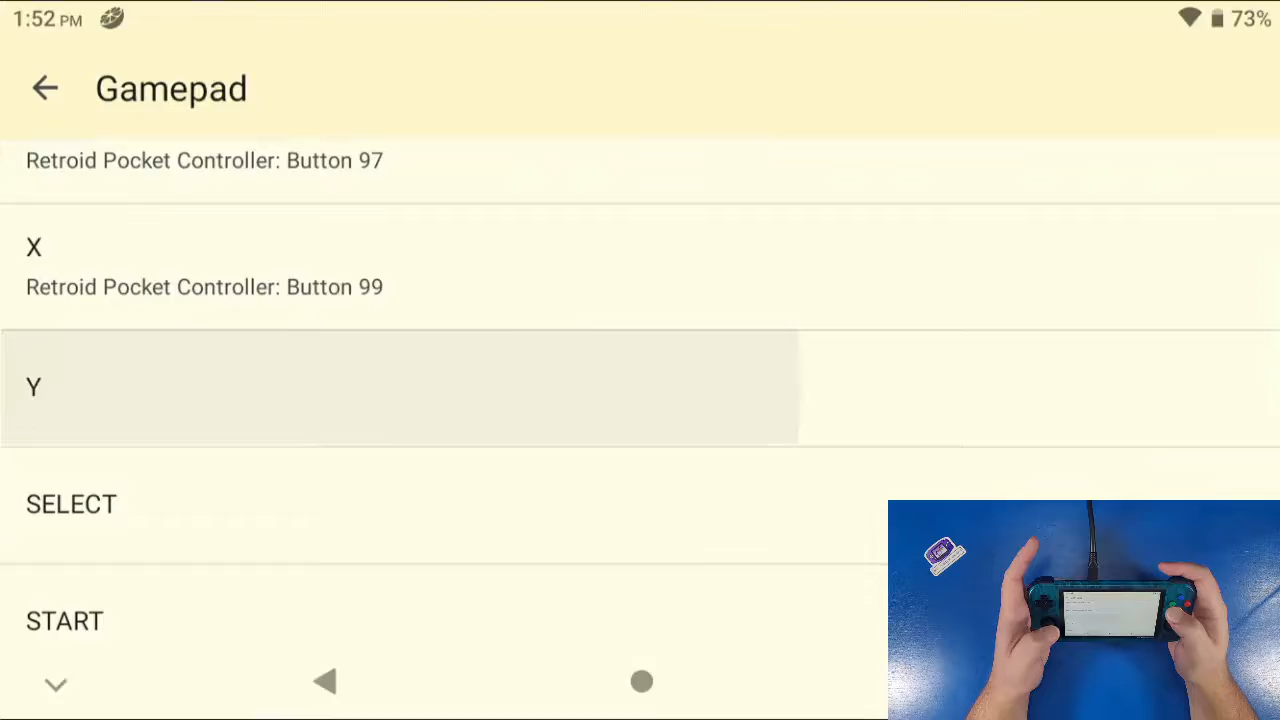 1:52 PM
73%
Gamepad
Retroid Pocket Controller: Button 97
X
Retroid Pocket Controller: Button 99
Y
SELECT
START